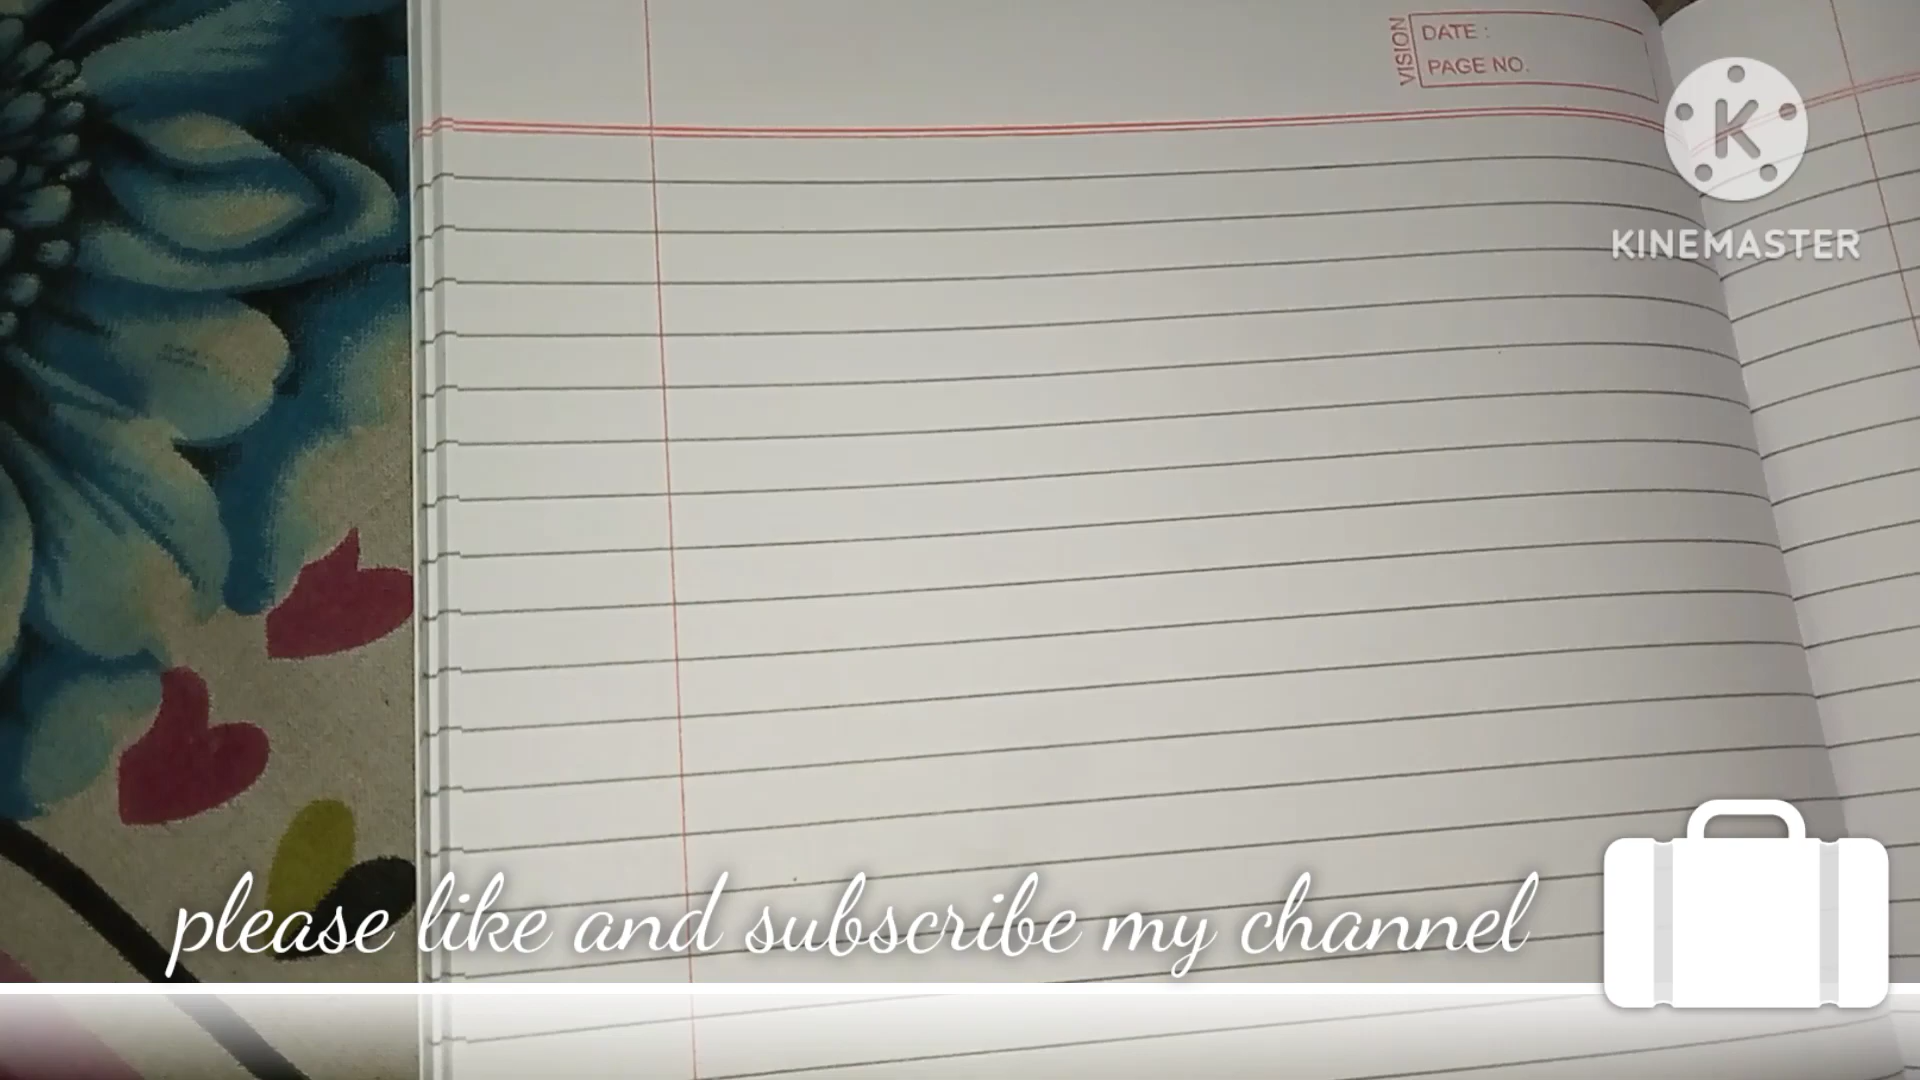 VISION
DATE :
PAGE NO.
K
KINEMASTER
please like and subscribe my channel